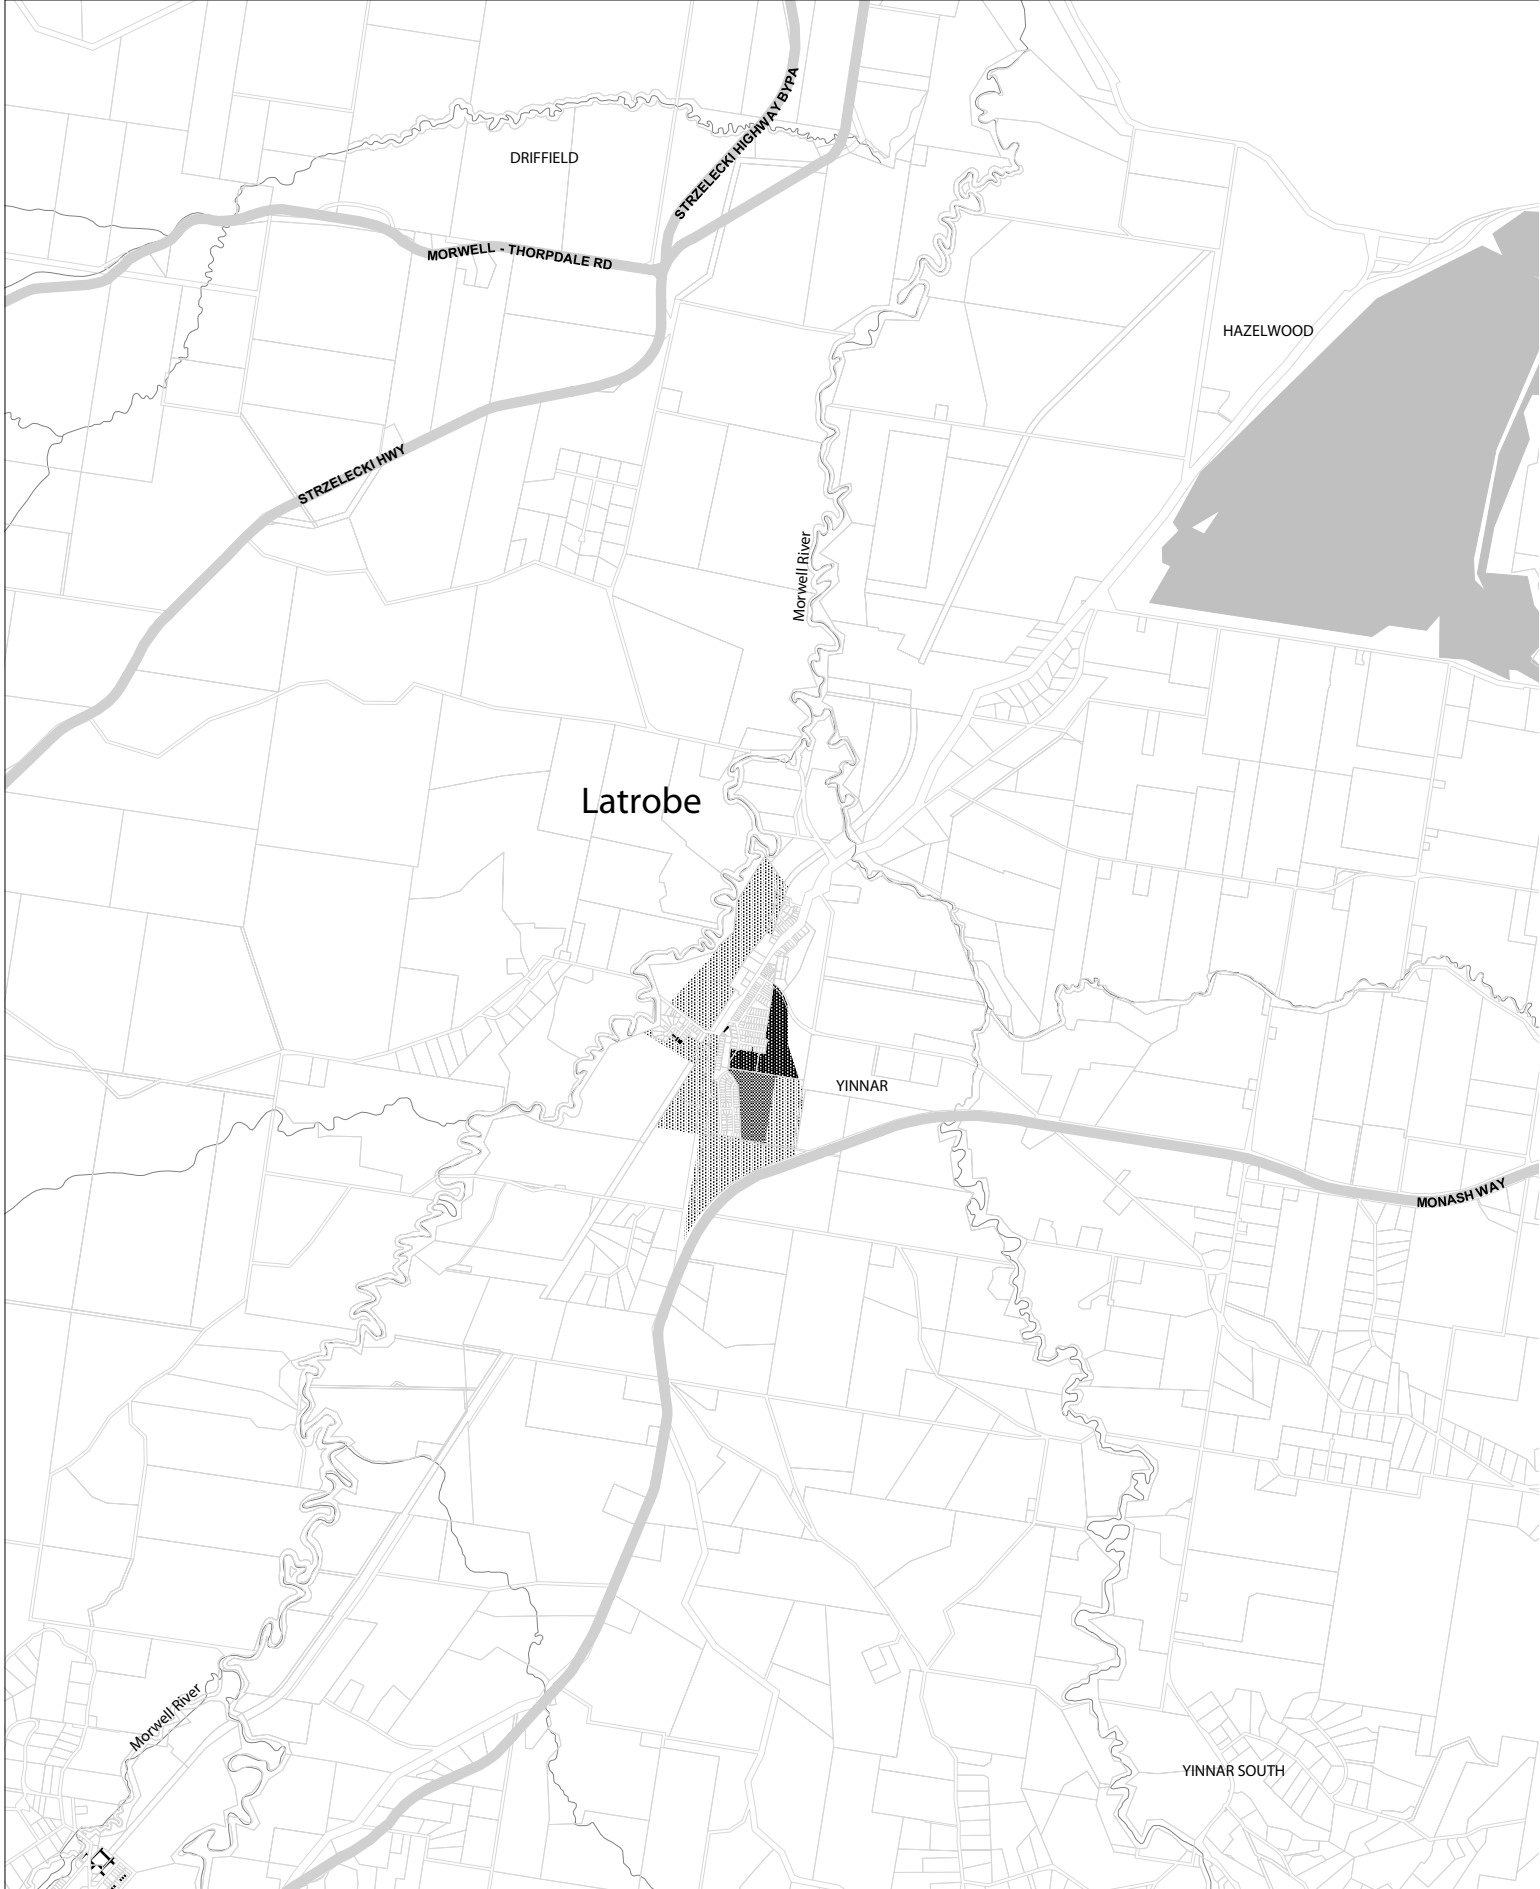 STRZELECKI HIGHWAY BYPA
DRIFFIELD
MORWELL - THORPDALE RD
HAZELWOOD
STRZELECKI HWY
Morwell River
Latrobe
YINNAR
MONASH WAY
Morwell River
YINNAR SOUTH